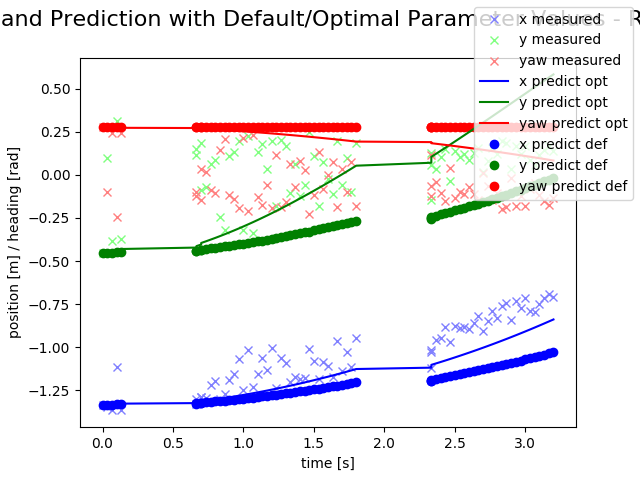 and Prediction with Default/Optimal Parameter Values - R
x measured
y measured
yaw measured
x predict opt
y predict opt
yaw predict opt
x predict def
y predict def
yaw predict def
position [m] / heading [rad]
0.50
0.25
0.00
−0.25
−0.50
−0.75
−1.00
−1.25
0.0 0.5 1.0 1.5 2.0 2.5 3.0
time [s]